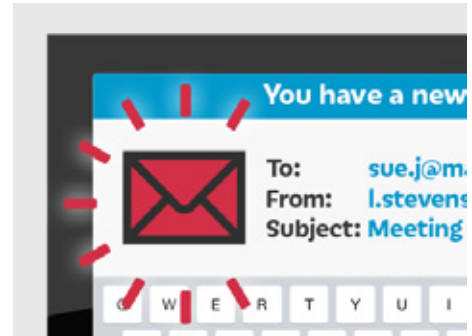 You have a new
To: sue.j@m.
From: l.stevens
Subject: Meeting
W E R T Y U I